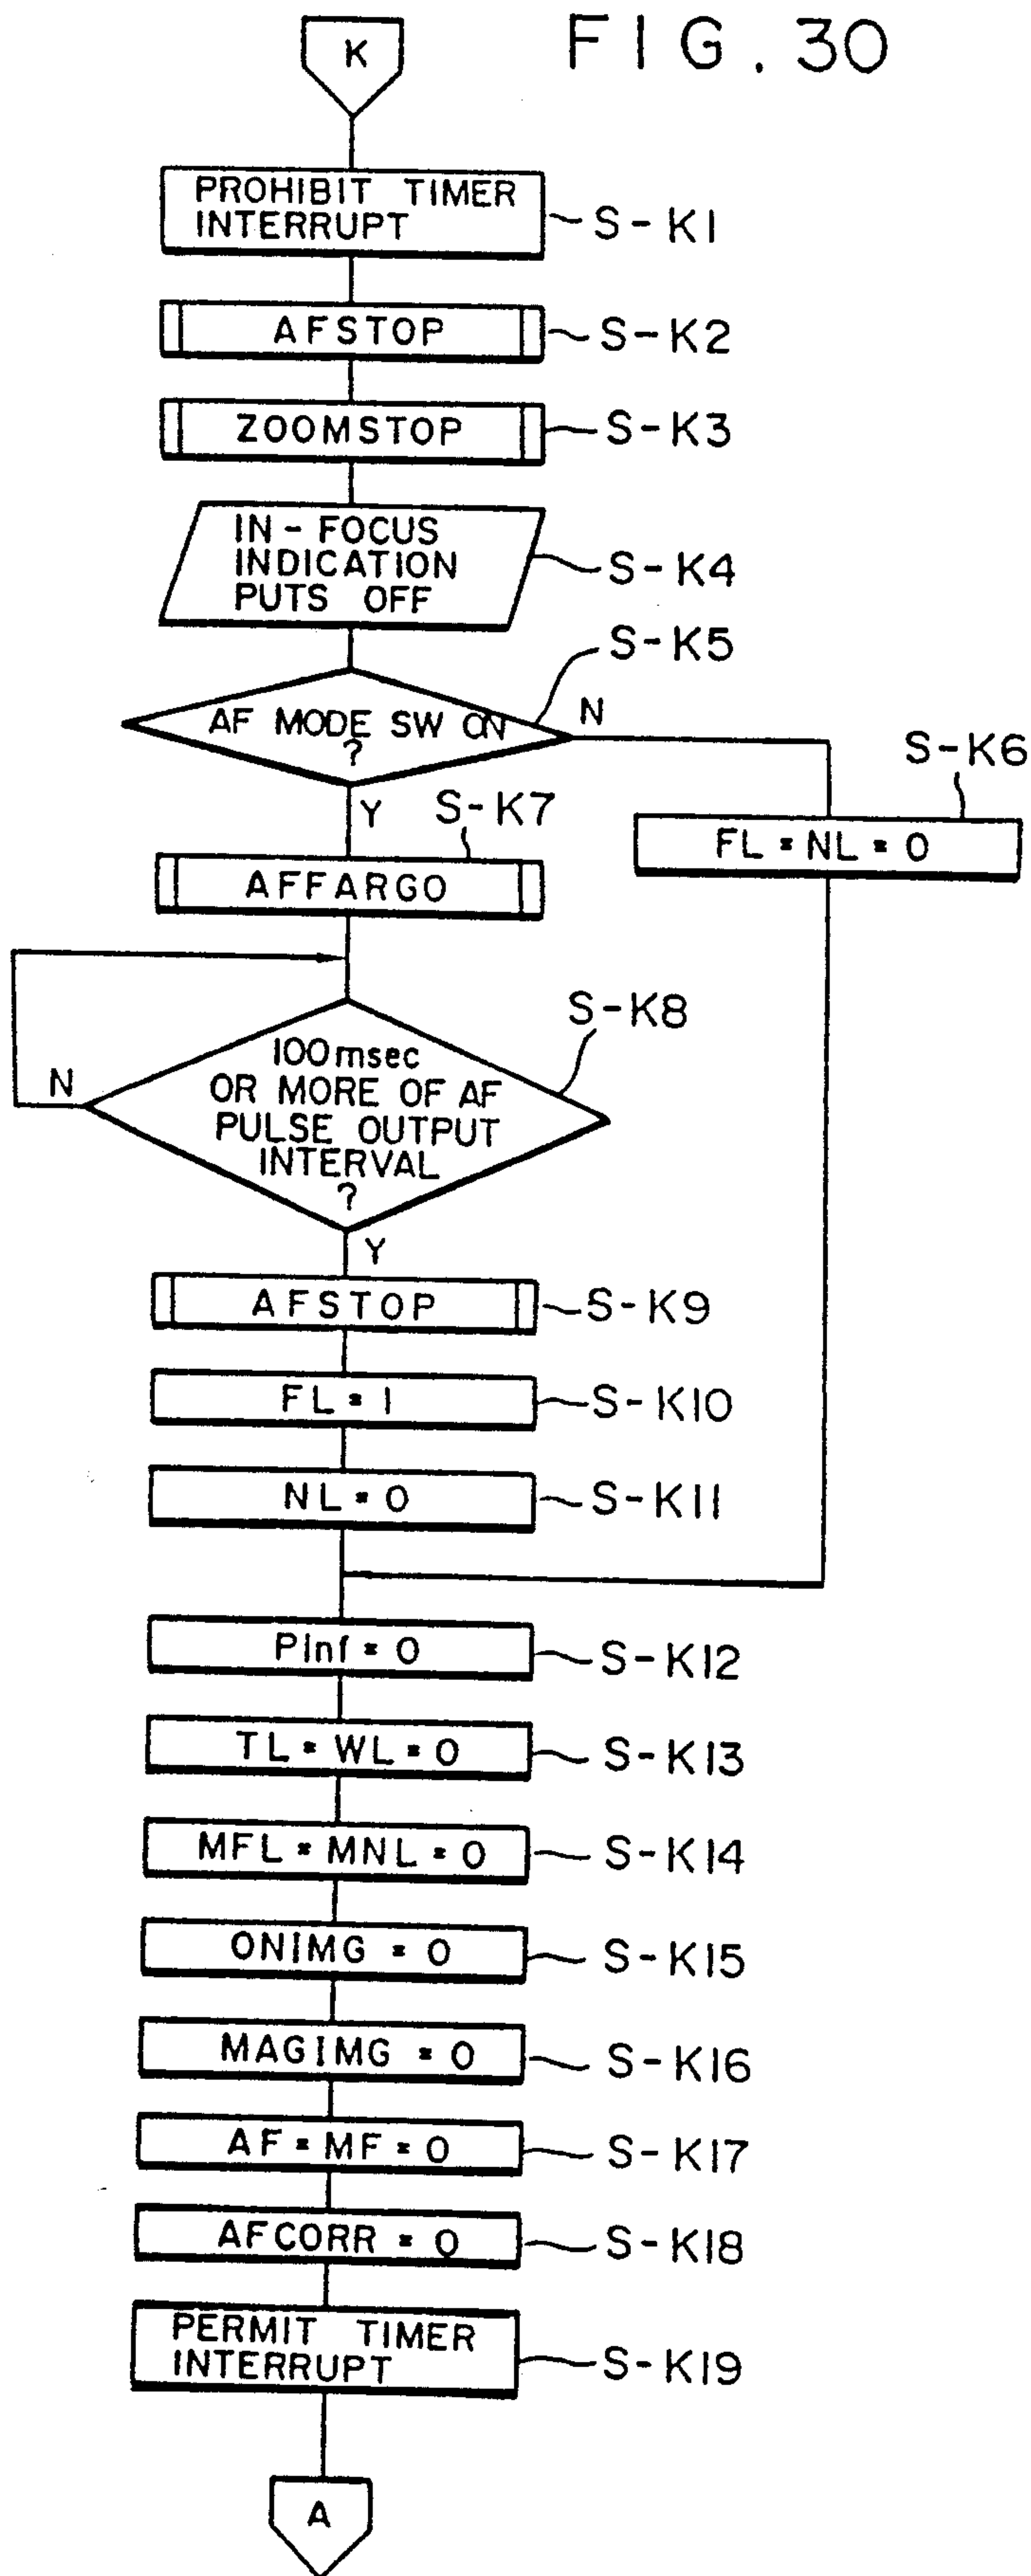 FIG. 30
K
PROHIBIT TIMER
INTERRUPT
S-K1
AFSTOP
S-K2
ZOOMSTOP
S-K3
IN-FOCUS
INDICATION
PUTS OFF
S-K4
S-K5
AF MODE SW ON
?
N
Y
S-K6
FL = NL = 0
S-K7
AFFARGO
S-K8
100msec
OR MORE OF AF
PULSE OUTPUT
INTERVAL
?
N
Y
AFSTOP
S-K9
FL = 1
S-K10
NL = 0
S-K11
PInf = 0
S-K12
TL = WL = 0
S-K13
MFL = MNL = 0
S-K14
ONIMG = 0
S-K15
MAGIMG = 0
S-K16
AF = MF = 0
S-K17
AFCORR = 0
S-K18
PERMIT TIMER
INTERRUPT
S-K19
A